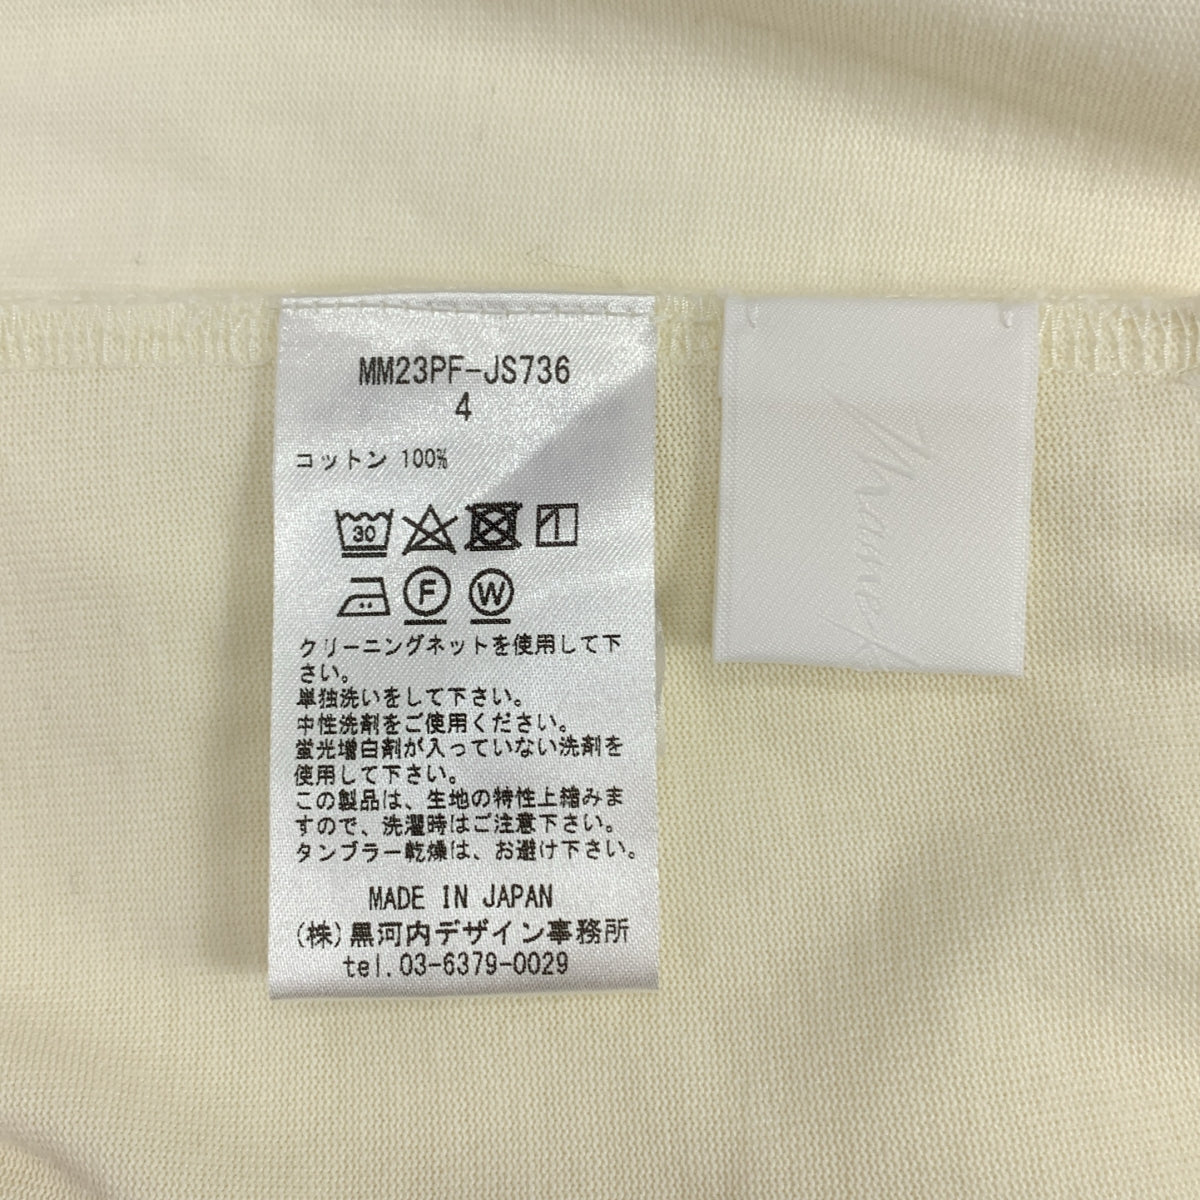 MM23PF-JS736
4
コットン 100%
30
F W
クリーニングネットを使用して下
さい。
単独洗いをして下さい。
中性洗剤をご使用ください。
蛍光増白剤が入っていない洗剤を
使用して下さい。
この製品は、生地の特性上縮みま
すので、洗濯時はご注意下さい。
タンブラー乾燥は、お避け下さい。
MADE IN JAPAN
(株)黒河内デザイン事務所
tel.03-6379-0029